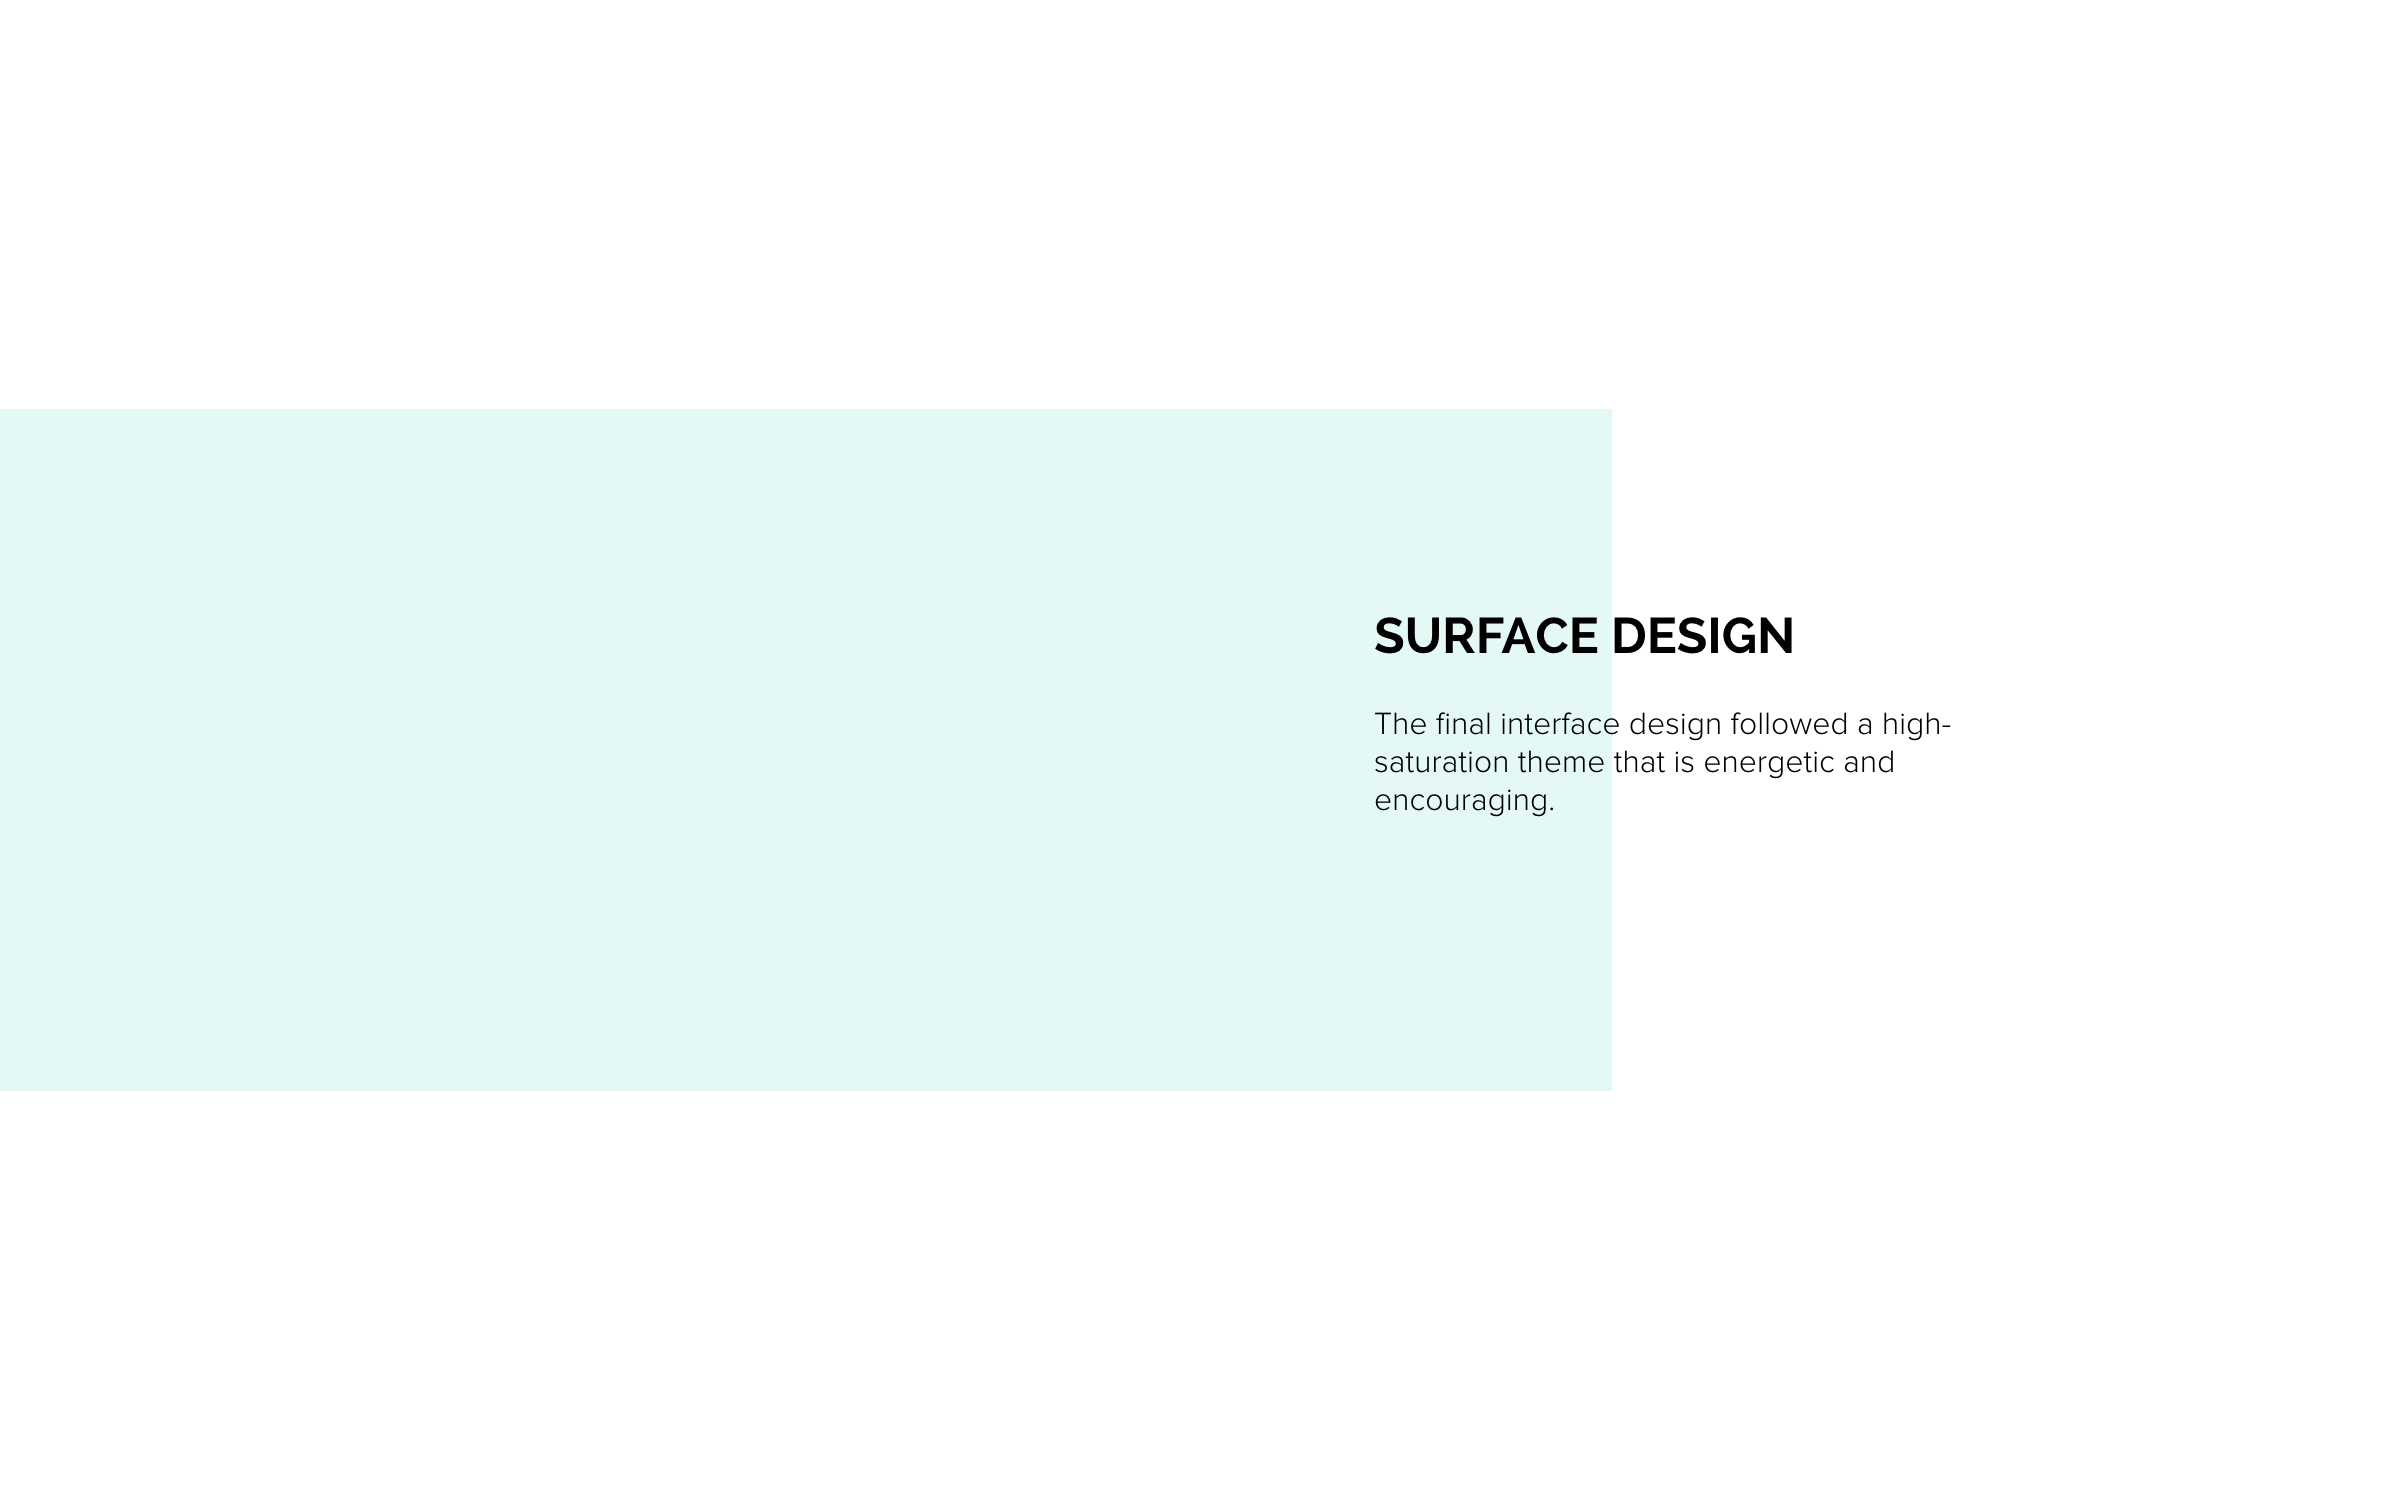 SURFACE DESIGN
The final interface design followed a high-
saturation theme that is energetic and
encouraging.